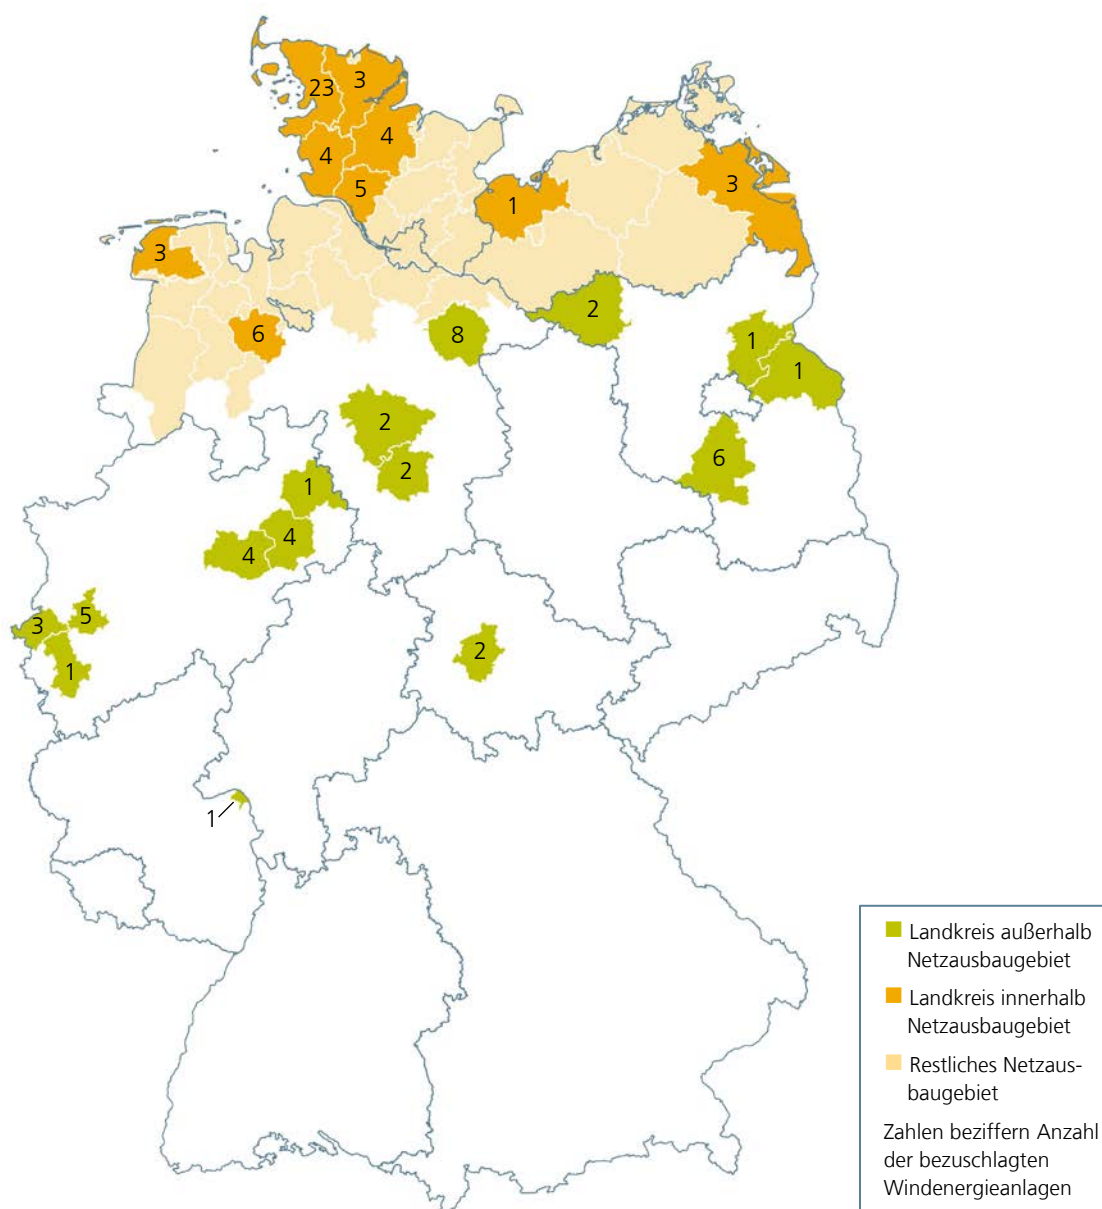 23
3
4
4
5
1
3
3
6
8
2
1
1
2
2
6
1
4
4
3
5
1
2
1
Landkreis außerhalb
Netzausbaugebiet
Landkreis innerhalb
Netzausbaugebiet
Restliches Netzaus-
baugebiet
Zahlen beziffern Anzahl
der bezuschlagten
Windenergieanlagen